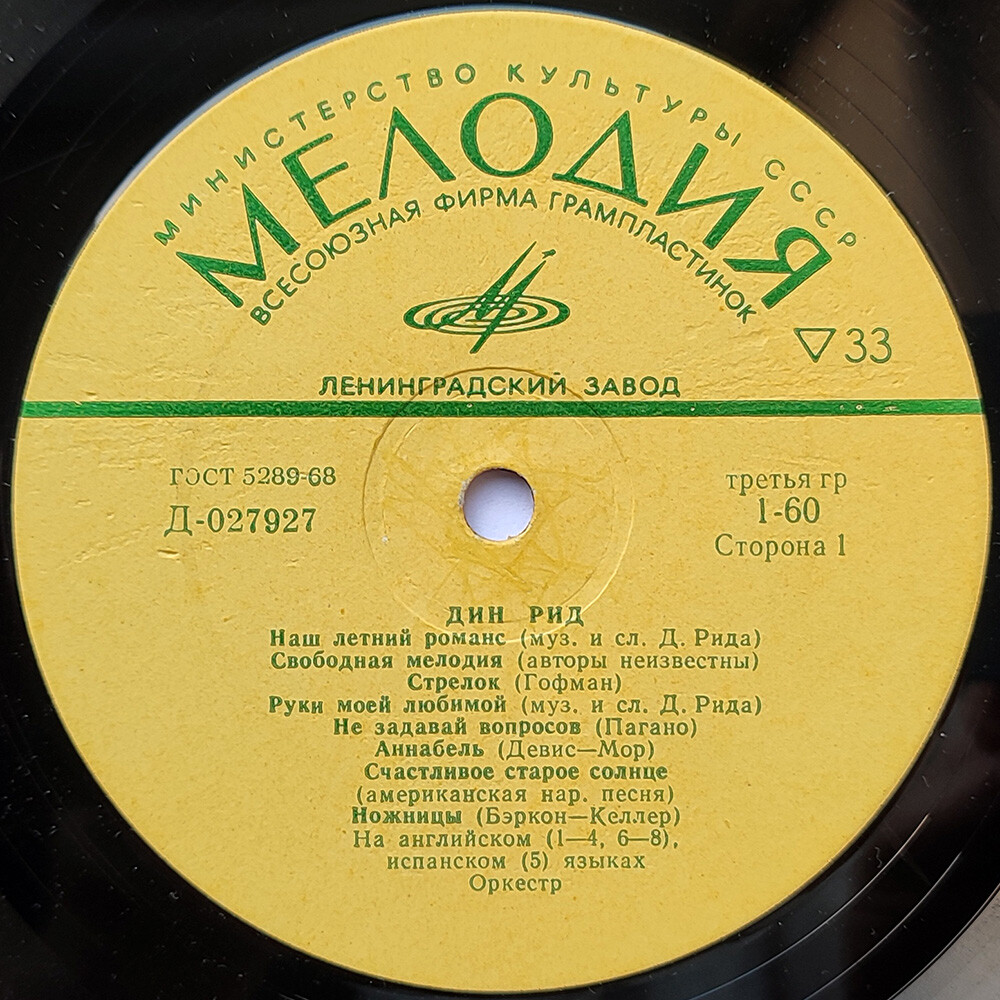 МИНИСТЕРСТВО КУЛЬТУРЫ СССР
МЕЛОДИЯ
ВСЕСОЮЗНАЯ ФИРМА ГРАМПЛАСТИНОК
33
ЛЕНИНГРАДСКИЙ ЗАВОД
ГОСТ 5289-68
Д-027927
третья гр
1-60
Сторона 1
ДИН РИД
Наш летний романс (муз. и сл. Д. Рида)
Свободная мелодия (авторы неизвестны)
Стрелок (Гофман)
Руки моей любимой (муз. и сл. Д. Рида)
Не задавай вопросов (Пагано)
Аннабель (Девис—Мор)
Счастливое старое солнце
(американская нар. песня)
Ножницы (Бэркон—Келлер)
На английском (1—4, 6—8),
испанском (5) языках
Оркестр